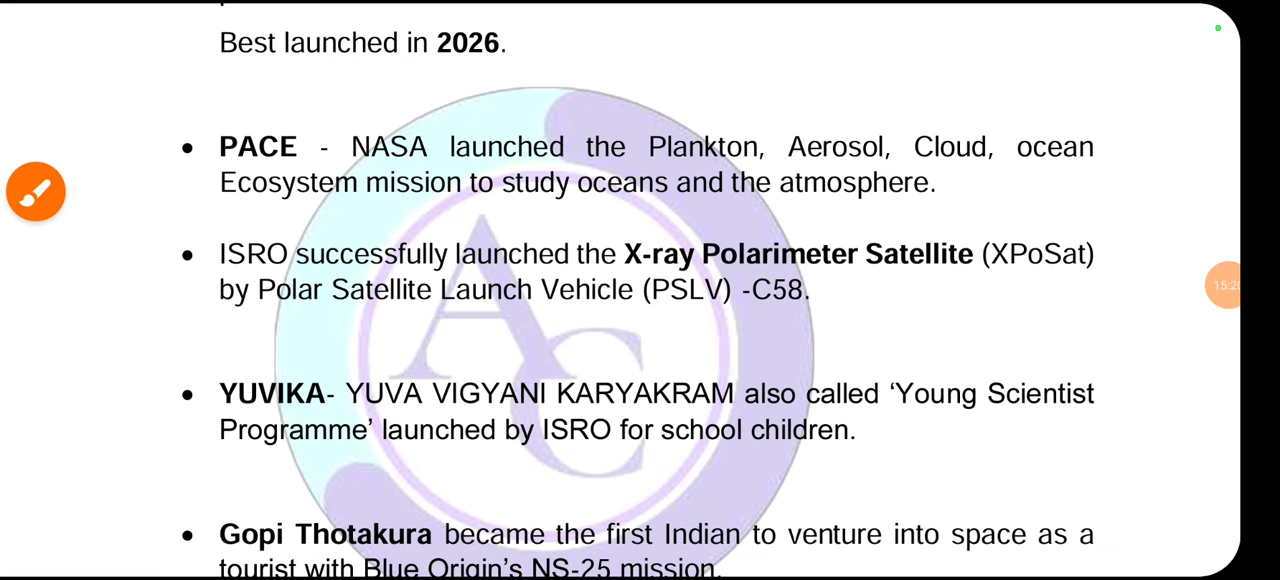 Best launched in 2026.
• PACE - NASA launched the Plankton, Aerosol, Cloud, ocean
Ecosystem mission to study oceans and the atmosphere.
• ISRO successfully launched the X-ray Polarimeter Satellite (XPoSat)
by Polar Satellite Launch Vehicle (PSLV) -C58.
• YUVIKA- YUVA VIGYANI KARYAKRAM also called ‘Young Scientist
Programme’ launched by ISRO for school children.
• Gopi Thotakura became the first Indian to venture into space as a
tourist with Blue Origin’s NS-25 mission.
AC